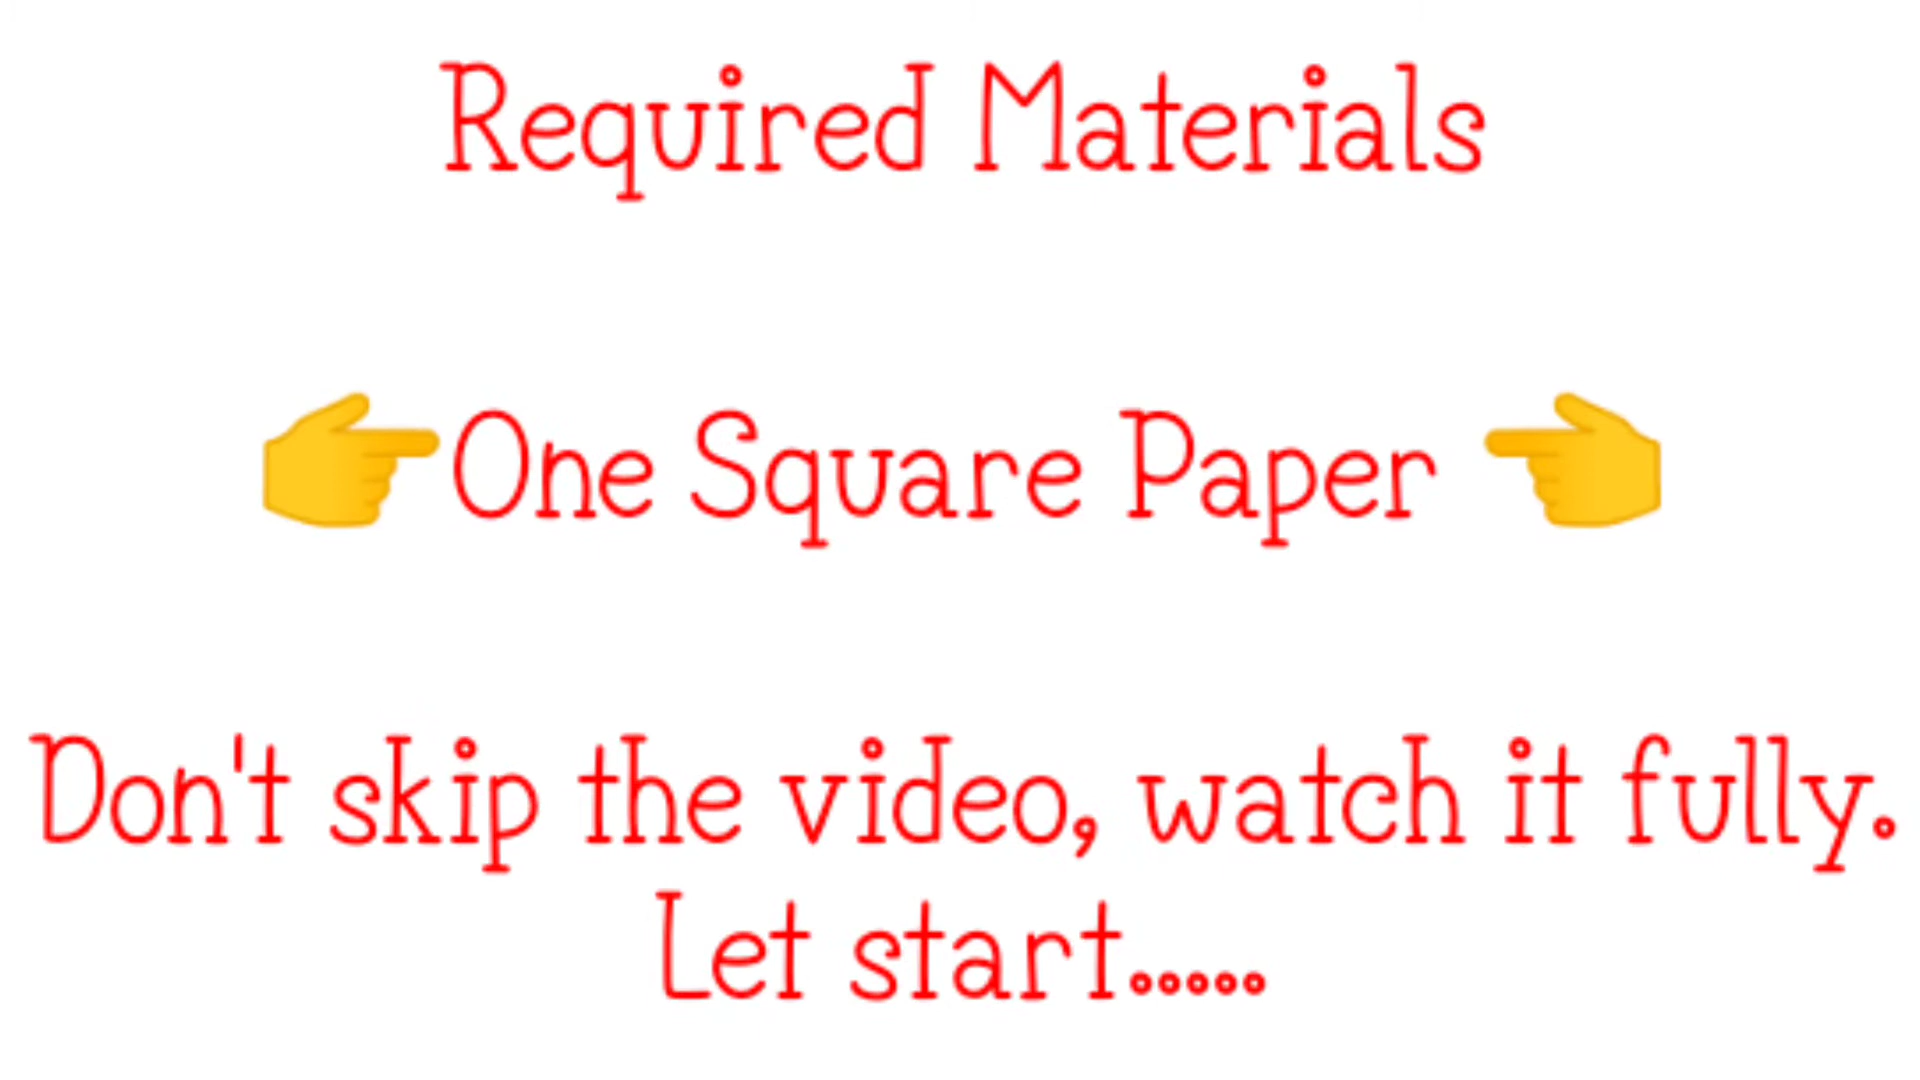 Required Materials
👉One Square Paper 👈
Don't skip the video, watch it fully.
Let start.....